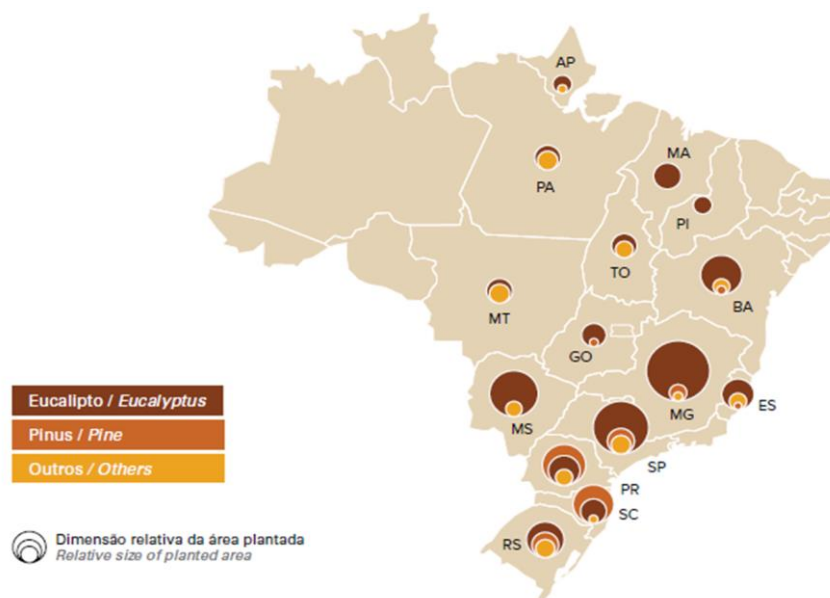 AP
MA
PA
PI
TO
BA
MT
GO
MG
ES
MS
SP
PR
SC
RS
Eucalipto / Eucalyptus
Pinus / Pine
Outros / Others
Dimensão relativa da área plantada
Relative size of planted area